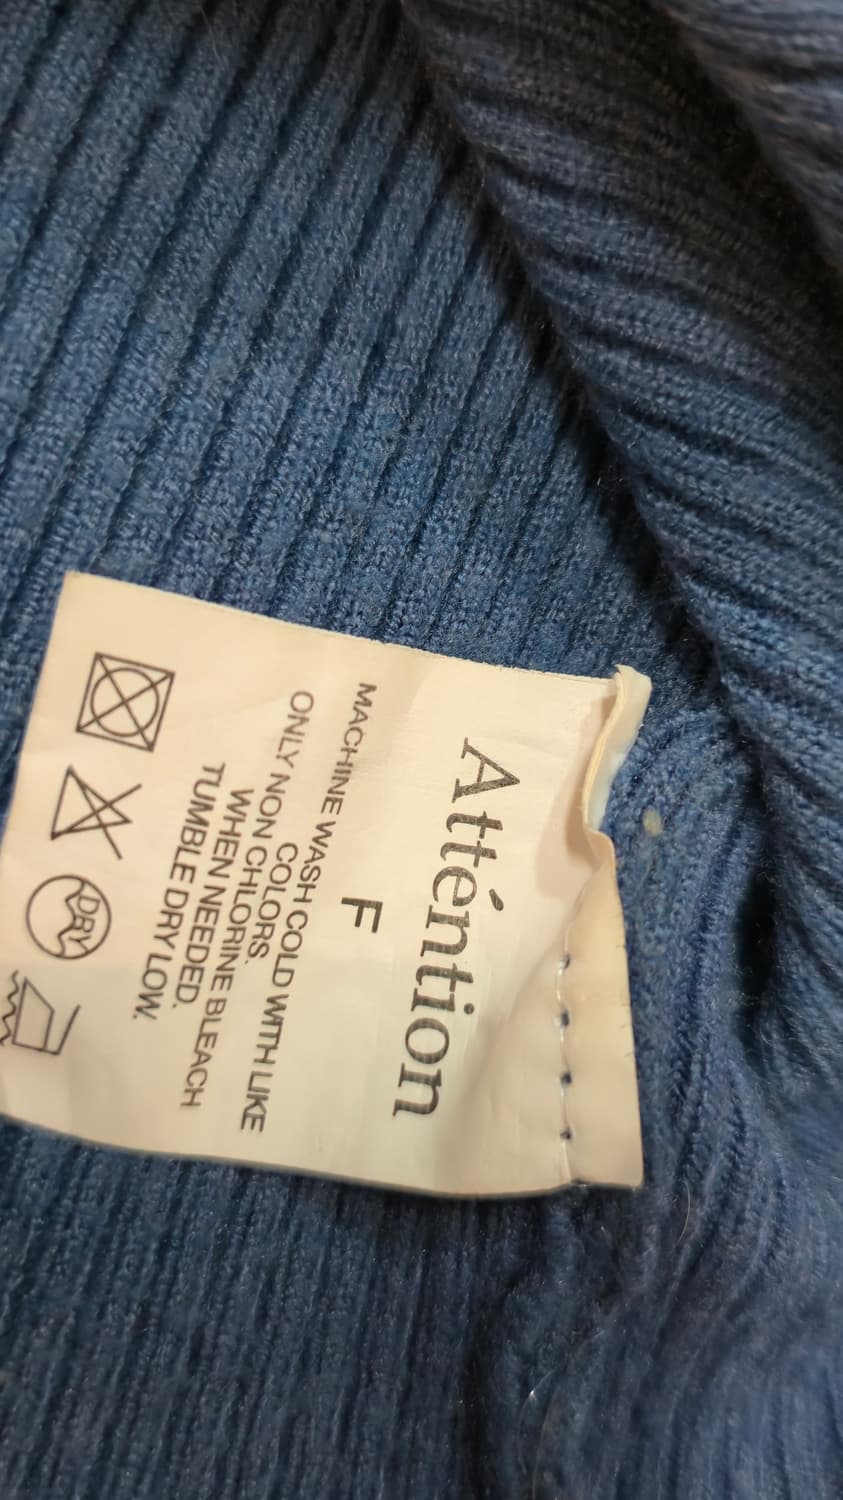 Atténtion
F
MACHINE WASH COLD WITH LIKE
COLORS.
ONLY NON CHLORINE BLEACH
WHEN NEEDED.
TUMBLE DRY LOW.
DRY